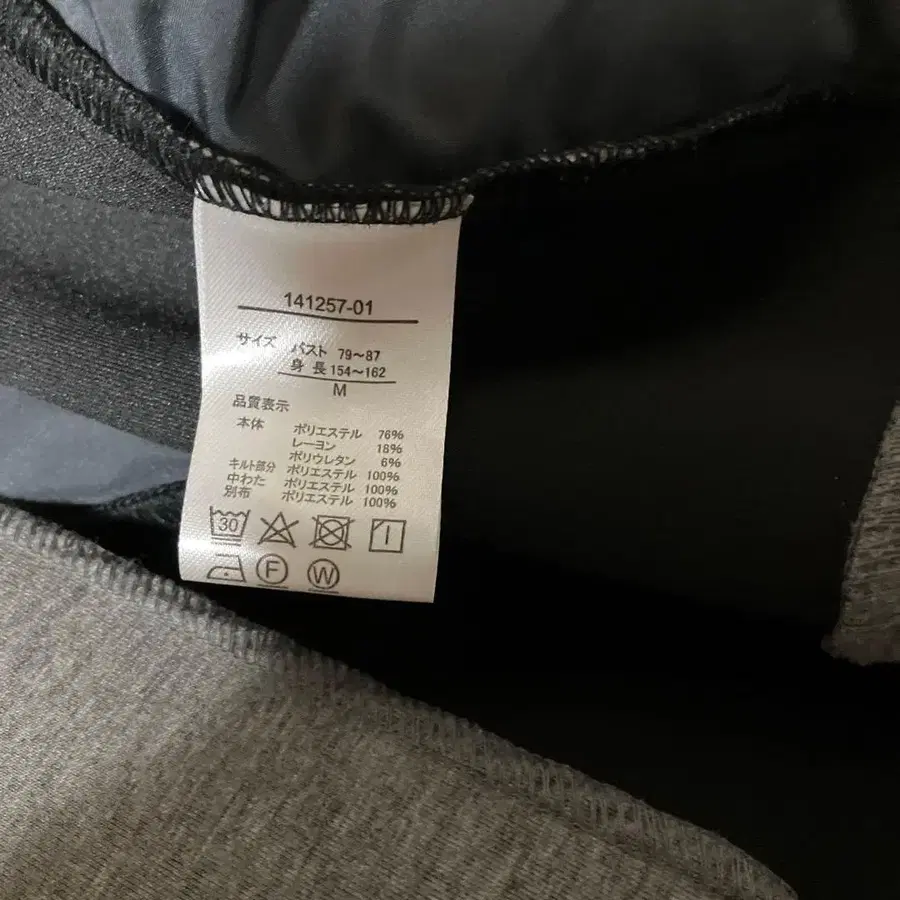 141257-01
サイズ バスト 79～87
身長 154～162
M
品質表示
本体 ポリエステル 76%
レーヨン 18%
ポリウレタン 6%
キルト部分 ポリエステル 100%
中わた ポリエステル 100%
別布 ポリエステル 100%
30
F W